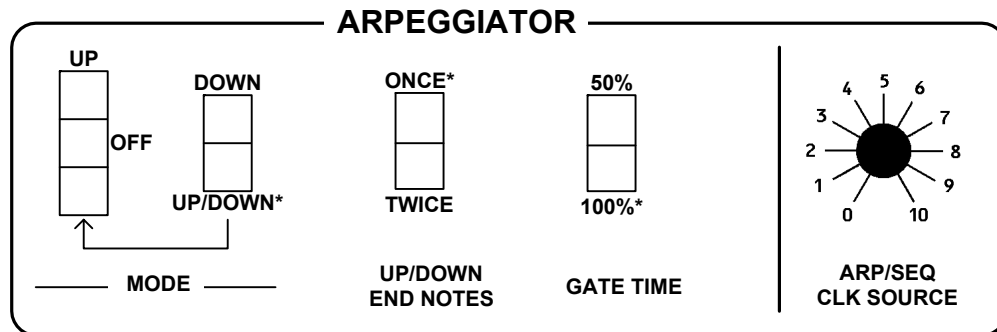 ARPEGGIATOR
UP
OFF
DOWN
UP/DOWN*
MODE
ONCE*
TWICE
UP/DOWN
END NOTES
50%
100%*
GATE TIME
0
1
2
3
4
5
6
7
8
9
10
ARP/SEQ
CLK SOURCE